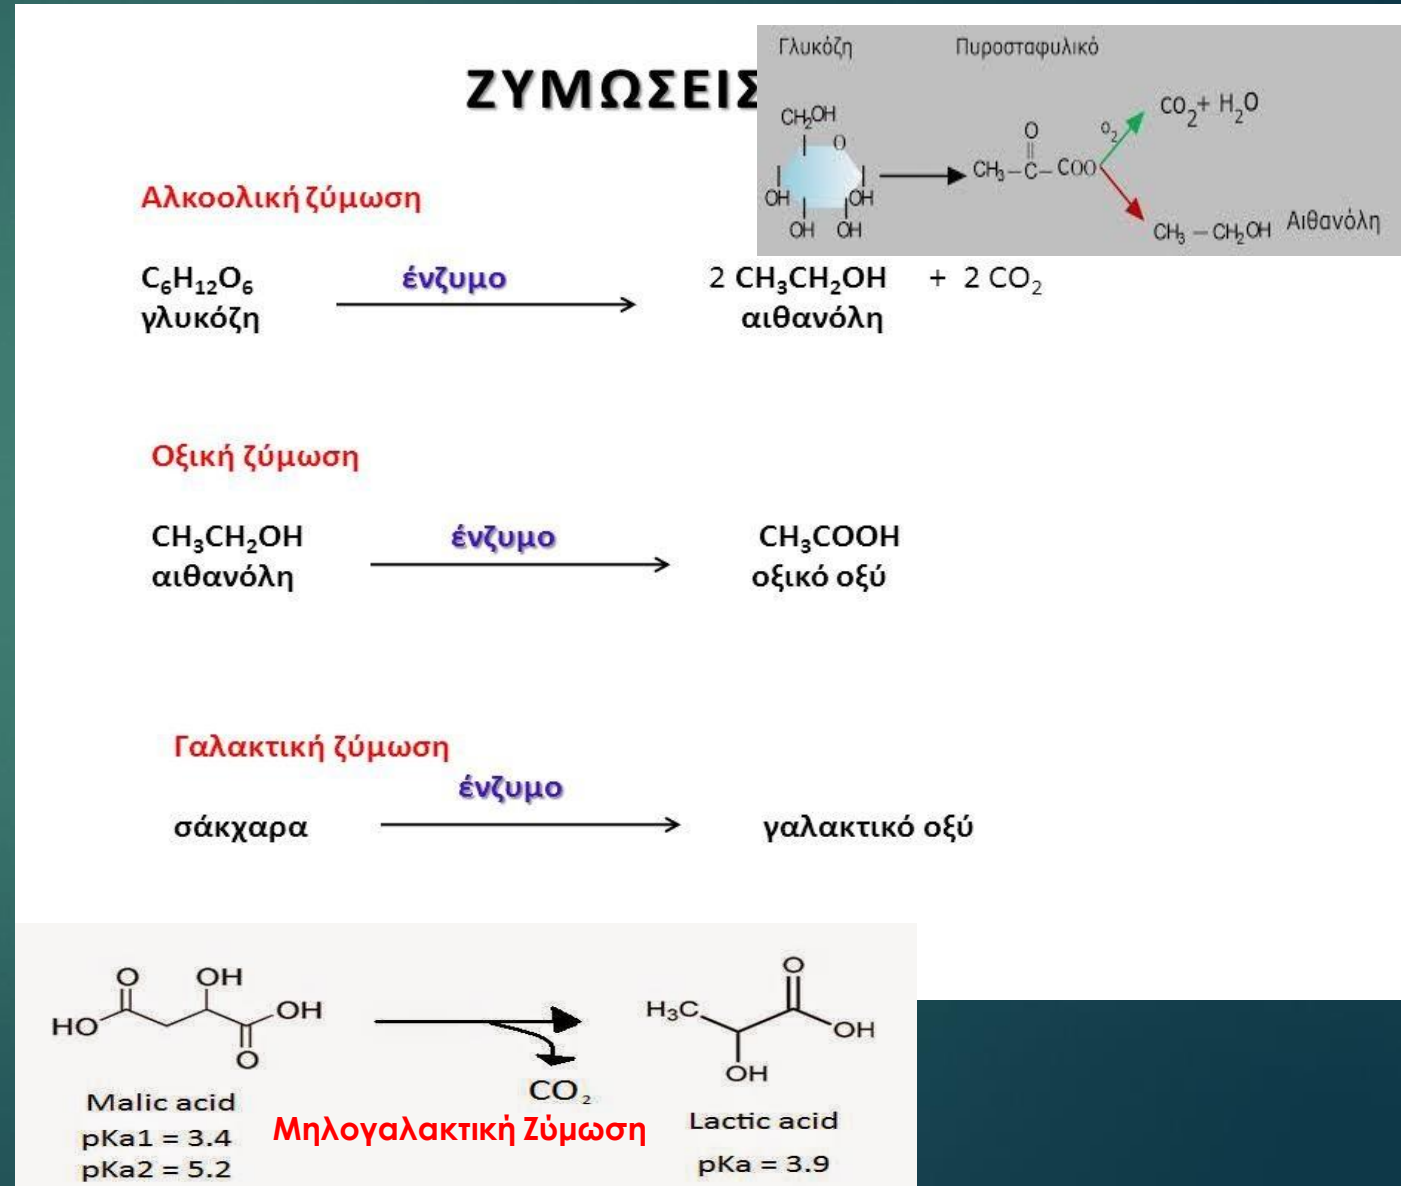 ΖΥΜΩΣΕΙΣ
Γλυκόζη Πυροσταφυλικό
CH₂OH
O
OH OH
OH OH
O
CH₃ – C – COO
O₂
CO₂ + H₂O
CH₃ – CH₂OH Αιθανόλη
Αλκοολική ζύμωση
C₆H₁₂O₆ ένζυμο 2 CH₃CH₂OH + 2 CO₂
γλυκόζη αιθανόλη
Οξική ζύμωση
CH₃CH₂OH ένζυμο CH₃COOH
αιθανόλη οξικό οξύ
Γαλακτική ζύμωση
ένζυμο
σάκχαρα γαλακτικό οξύ
O OH
HO OH
O
CO₂
O
H₃C OH
OH
Malic acid
pKa1 = 3.4
pKa2 = 5.2
Μηλογαλακτική Ζύμωση
Lactic acid
pKa = 3.9